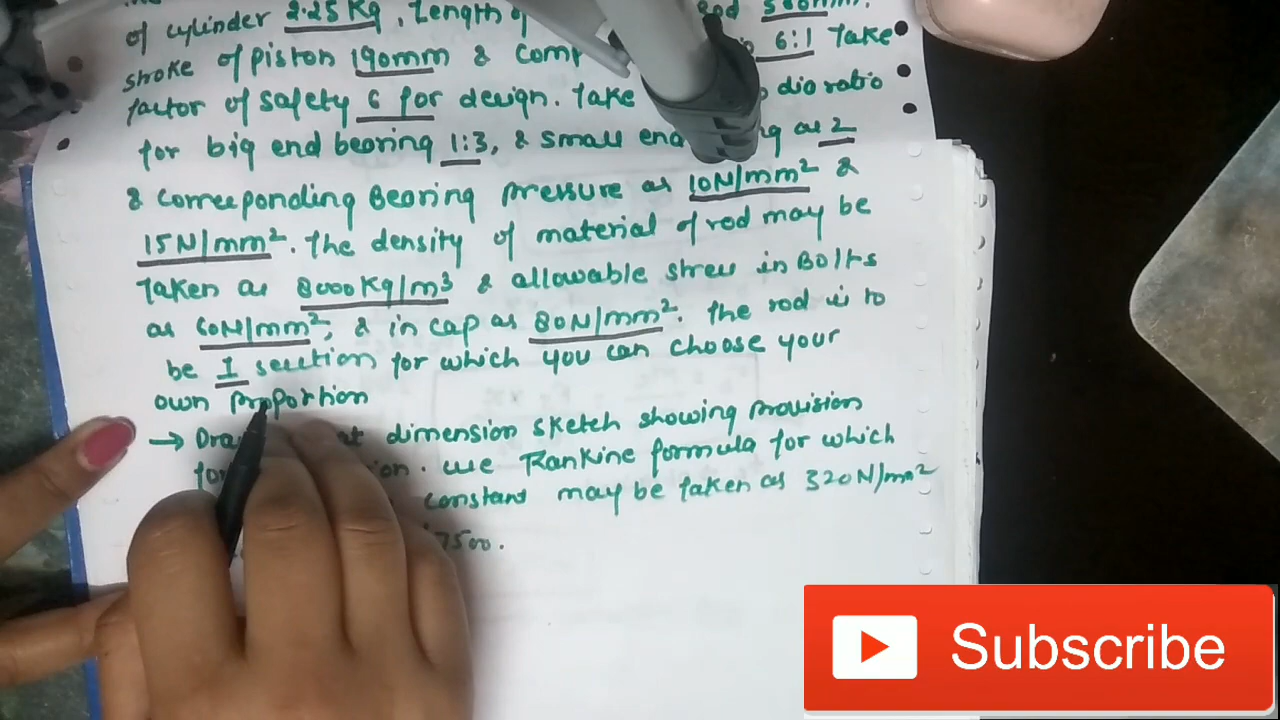 of cylinder 2.25 Kg, Length of rod
stroke of piston 190mm & comp 6:1 Take
factor of safety 6 for design. Take dia ratio
for big end bearing 1:3, & small end as 2
& corresponding Bearing pressure as 10N/mm² &
15N/mm². The density of material of rod may be
taken as 8000Kg/m³ & allowable stress in Bolts
as 60N/mm², & in cap as 80N/mm². The rod is to
be I section for which you can choose your
own proportion
→ dimension sketch showing provision
use Rankine formula for which
constant may be taken as 320N/mm²
7500.
Subscribe